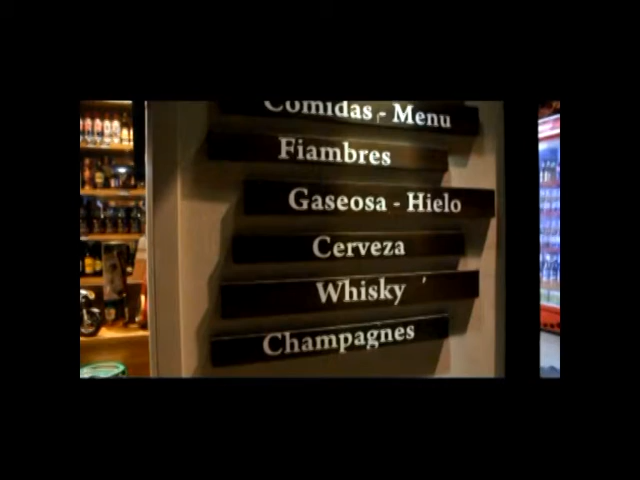 Comidas - Menu
Fiambres
Gaseosa - Hielo
Cerveza
Whisky
Champagnes